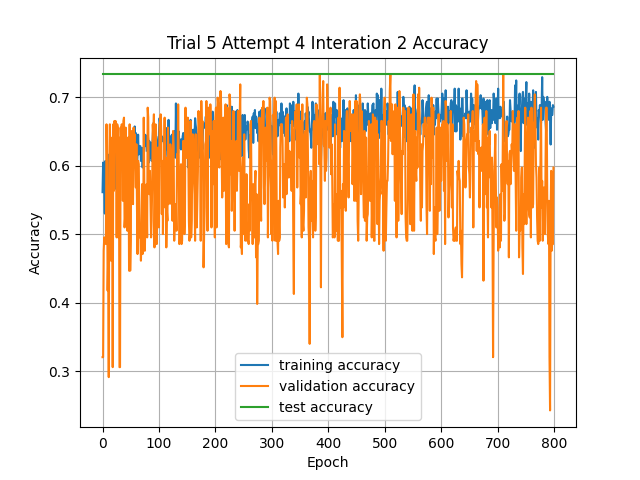 Trial 5 Attempt 4 Interation 2 Accuracy
0.7
0.6
0.5
0.4
0.3
Accuracy
training accuracy
validation accuracy
test accuracy
0 100 200 300 400 500 600 700 800
Epoch